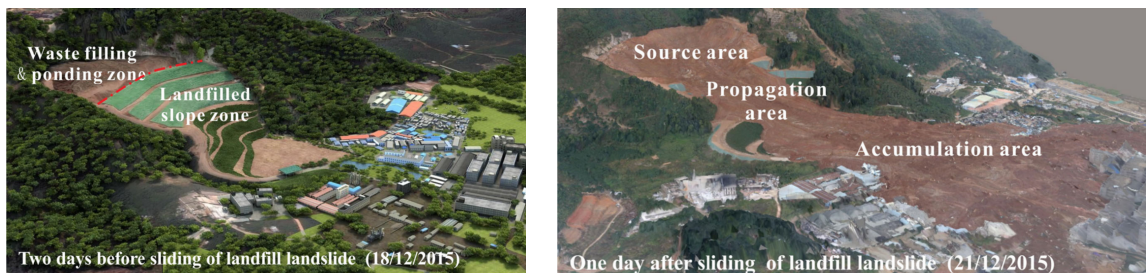 Waste filling
& ponding zone
Landfilled
slope zone
Two days before sliding of landfill landslide (18/12/2015)
Source area
Propagation
area
Accumulation area
One day after sliding of landfill landslide (21/12/2015)